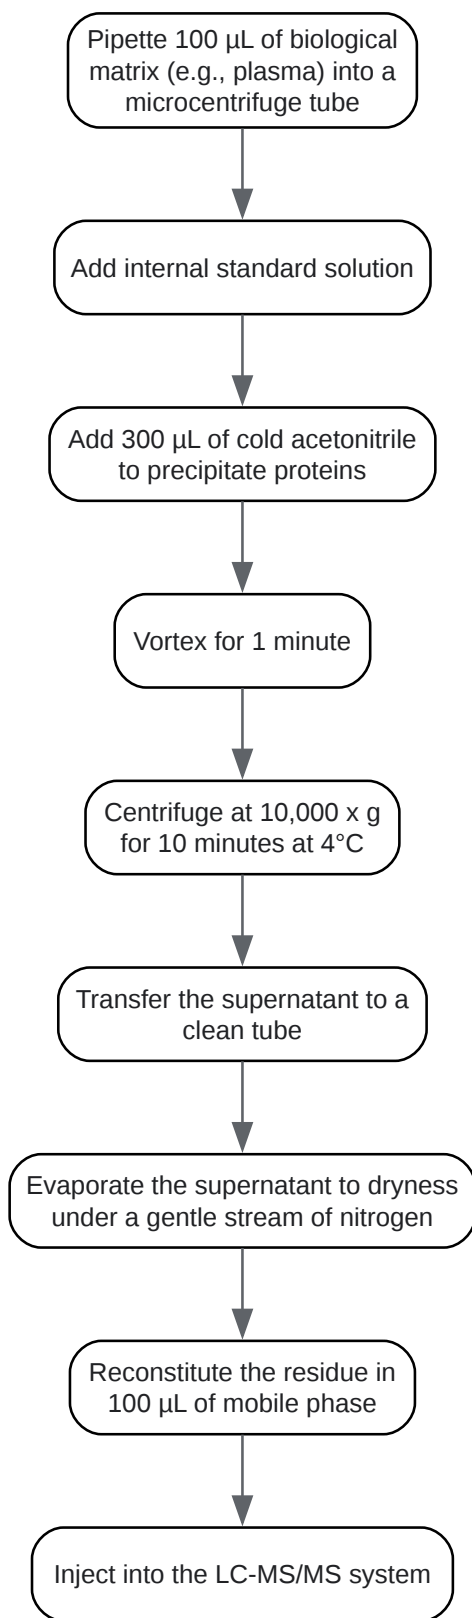 Pipette 100 µL of biological
matrix (e.g., plasma) into a
microcentrifuge tube
Add internal standard solution
Add 300 µL of cold acetonitrile
to precipitate proteins
Vortex for 1 minute
Centrifuge at 10,000 x g
for 10 minutes at 4°C
Transfer the supernatant to a
clean tube
Evaporate the supernatant to dryness
under a gentle stream of nitrogen
Reconstitute the residue in
100 µL of mobile phase
Inject into the LC-MS/MS system